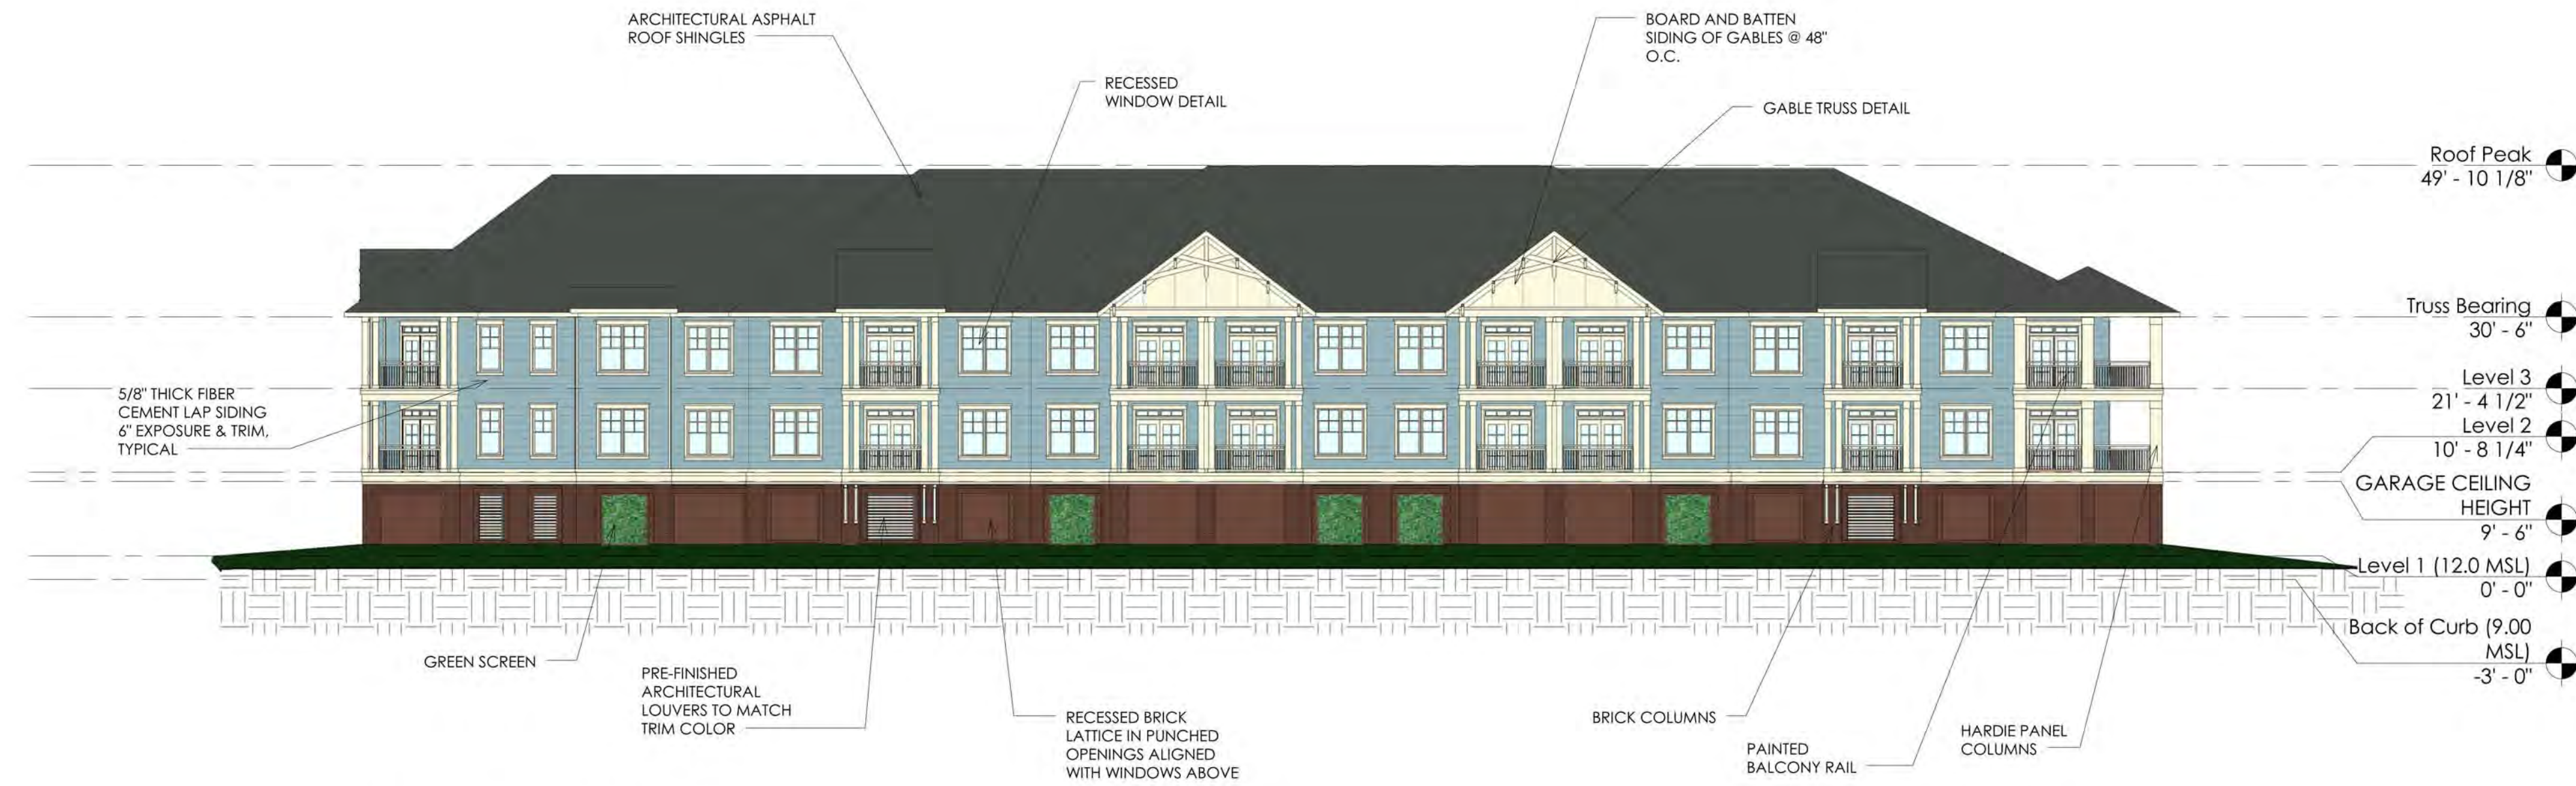 ARCHITECTURAL ASPHALT
ROOF SHINGLES
BOARD AND BATTEN
SIDING OF GABLES @ 48"
O.C.
RECESSED
WINDOW DETAIL
GABLE TRUSS DETAIL
Roof Peak
49' - 10 1/8"
Truss Bearing
30' - 6"
5/8" THICK FIBER
CEMENT LAP SIDING
6" EXPOSURE & TRIM,
TYPICAL
Level 3
21' - 4 1/2"
Level 2
10' - 8 1/4"
GARAGE CEILING
HEIGHT
9' - 6"
Level 1 (12.0 MSL)
0' - 0"
Back of Curb (9.00
MSL)
-3' - 0"
GREEN SCREEN
PRE-FINISHED
ARCHITECTURAL
LOUVERS TO MATCH
TRIM COLOR
RECESSED BRICK
LATTICE IN PUNCHED
OPENINGS ALIGNED
WITH WINDOWS ABOVE
BRICK COLUMNS
PAINTED
BALCONY RAIL
HARDIE PANEL
COLUMNS